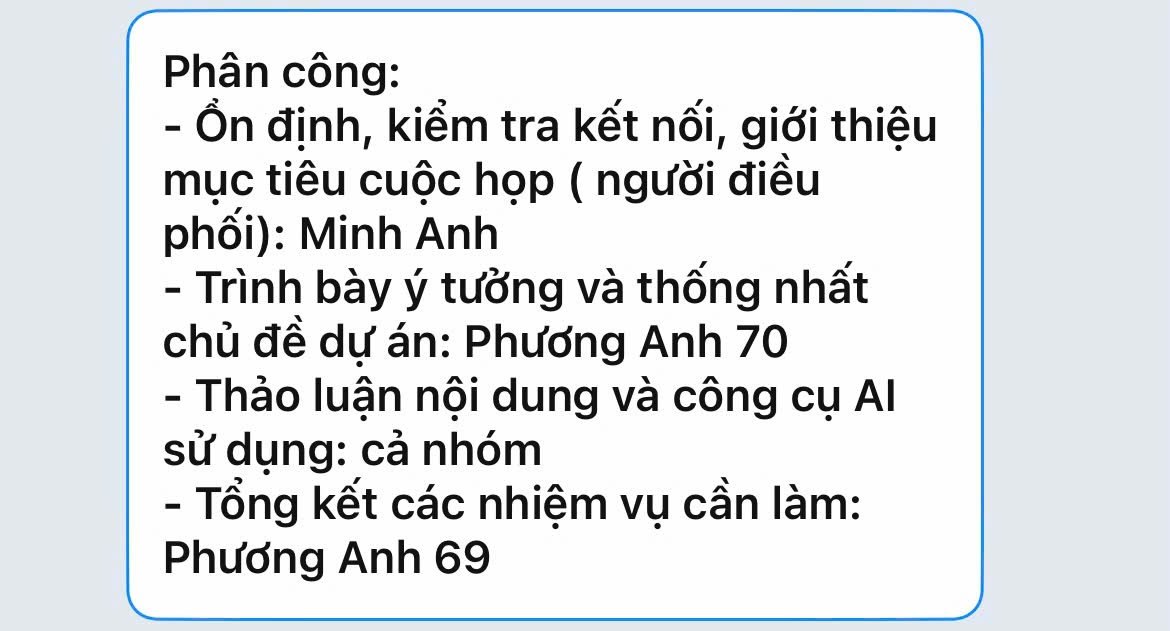 Phân công:
- Ổn định, kiểm tra kết nối, giới thiệu
mục tiêu cuộc họp ( người điều
phối): Minh Anh
- Trình bày ý tưởng và thống nhất
chủ đề dự án: Phương Anh 70
- Thảo luận nội dung và công cụ AI
sử dụng: cả nhóm
- Tổng kết các nhiệm vụ cần làm:
Phương Anh 69